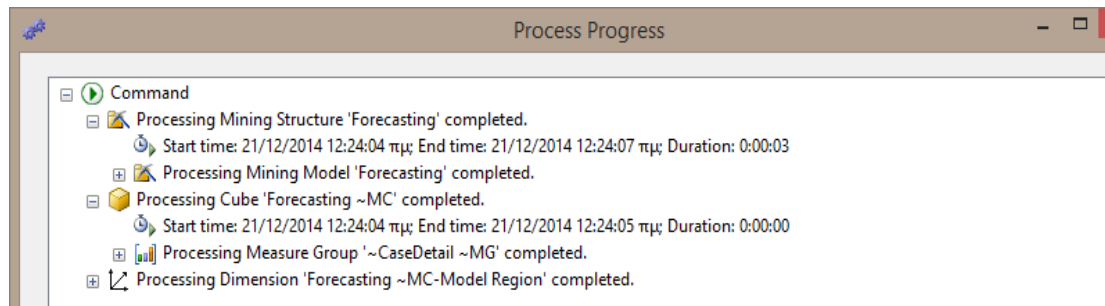 Process Progress
Command
Processing Mining Structure 'Forecasting' completed.
Start time: 21/12/2014 12:24:04 πμ; End time: 21/12/2014 12:24:07 πμ; Duration: 0:00:03
Processing Mining Model 'Forecasting' completed.
Processing Cube 'Forecasting ~MC' completed.
Start time: 21/12/2014 12:24:04 πμ; End time: 21/12/2014 12:24:05 πμ; Duration: 0:00:00
Processing Measure Group '~CaseDetail ~MG' completed.
Processing Dimension 'Forecasting ~MC-Model Region' completed.